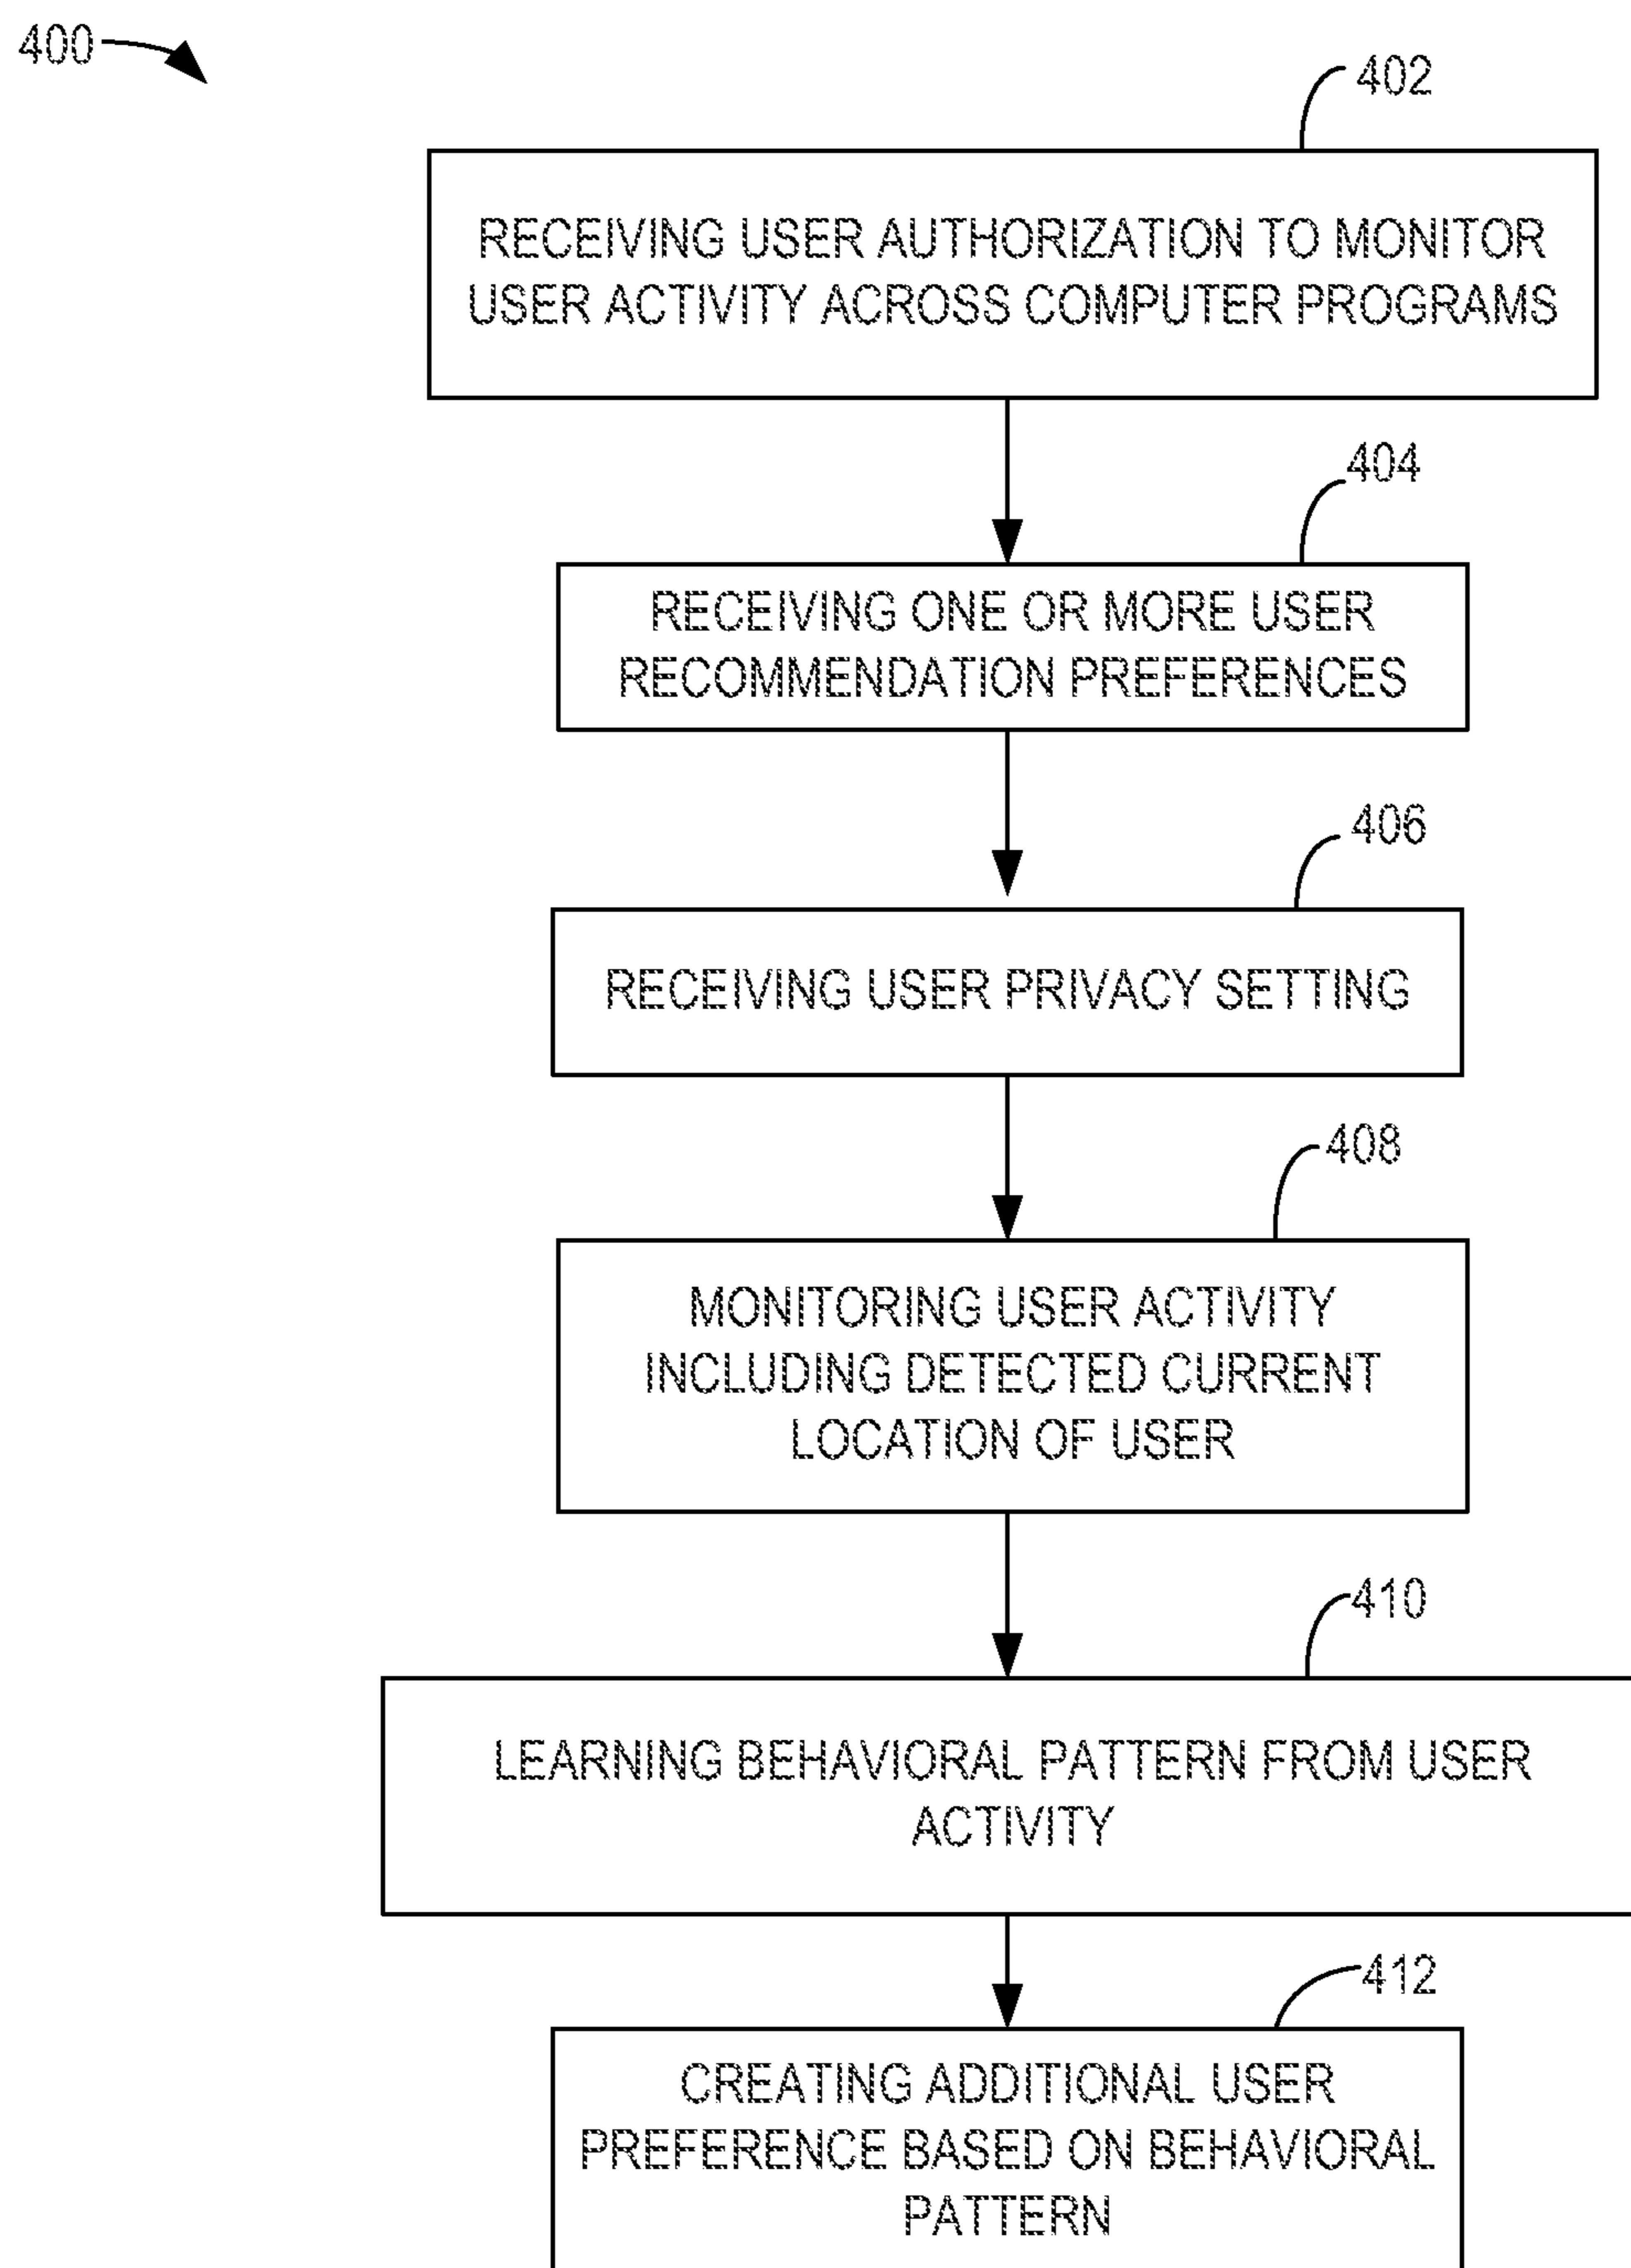 400
402
RECEIVING USER AUTHORIZATION TO MONITOR
USER ACTIVITY ACROSS COMPUTER PROGRAMS
404
RECEIVING ONE OR MORE USER
RECOMMENDATION PREFERENCES
406
RECEIVING USER PRIVACY SETTING
408
MONITORING USER ACTIVITY
INCLUDING DETECTED CURRENT
LOCATION OF USER
410
LEARNING BEHAVIORAL PATTERN FROM USER
ACTIVITY
412
CREATING ADDITIONAL USER
PREFERENCE BASED ON BEHAVIORAL
PATTERN